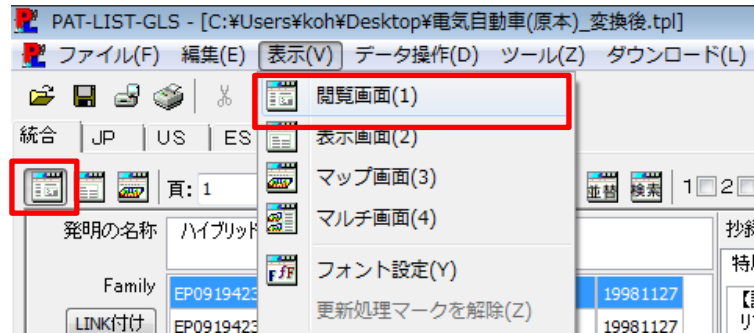 PAT-LIST-GLS - [C:¥Users¥koh¥Desktop¥電気自動車(原本)_変換後.tpl]
ファイル(F) 編集(E) 表示(V) データ操作(D) ツール(Z) ダウンロード(L)
閲覧画面(1)
統合 JP US ES 表示画面(2)
頁: 1 マップ画面(3) 並替 検索 1 2
マルチ画面(4)
発明の名称 ハイブリッド 抄録
フォント設定(Y)
Family EP0919423 19981127
更新処理マークを解除(Z)
LINK付け EP0919423 19981127